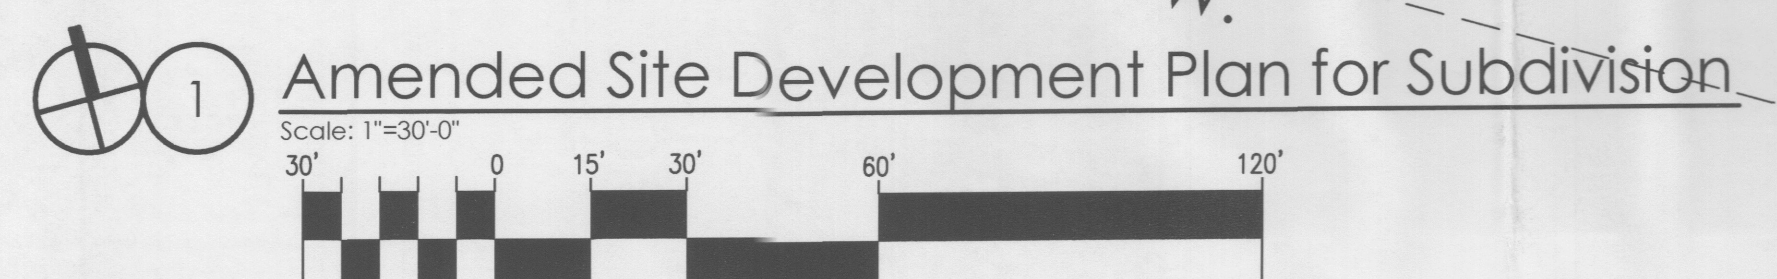 W.
1 Amended Site Development Plan for Subdivision
Scale: 1"=30'-0"
30' 0 15' 30' 60' 120'